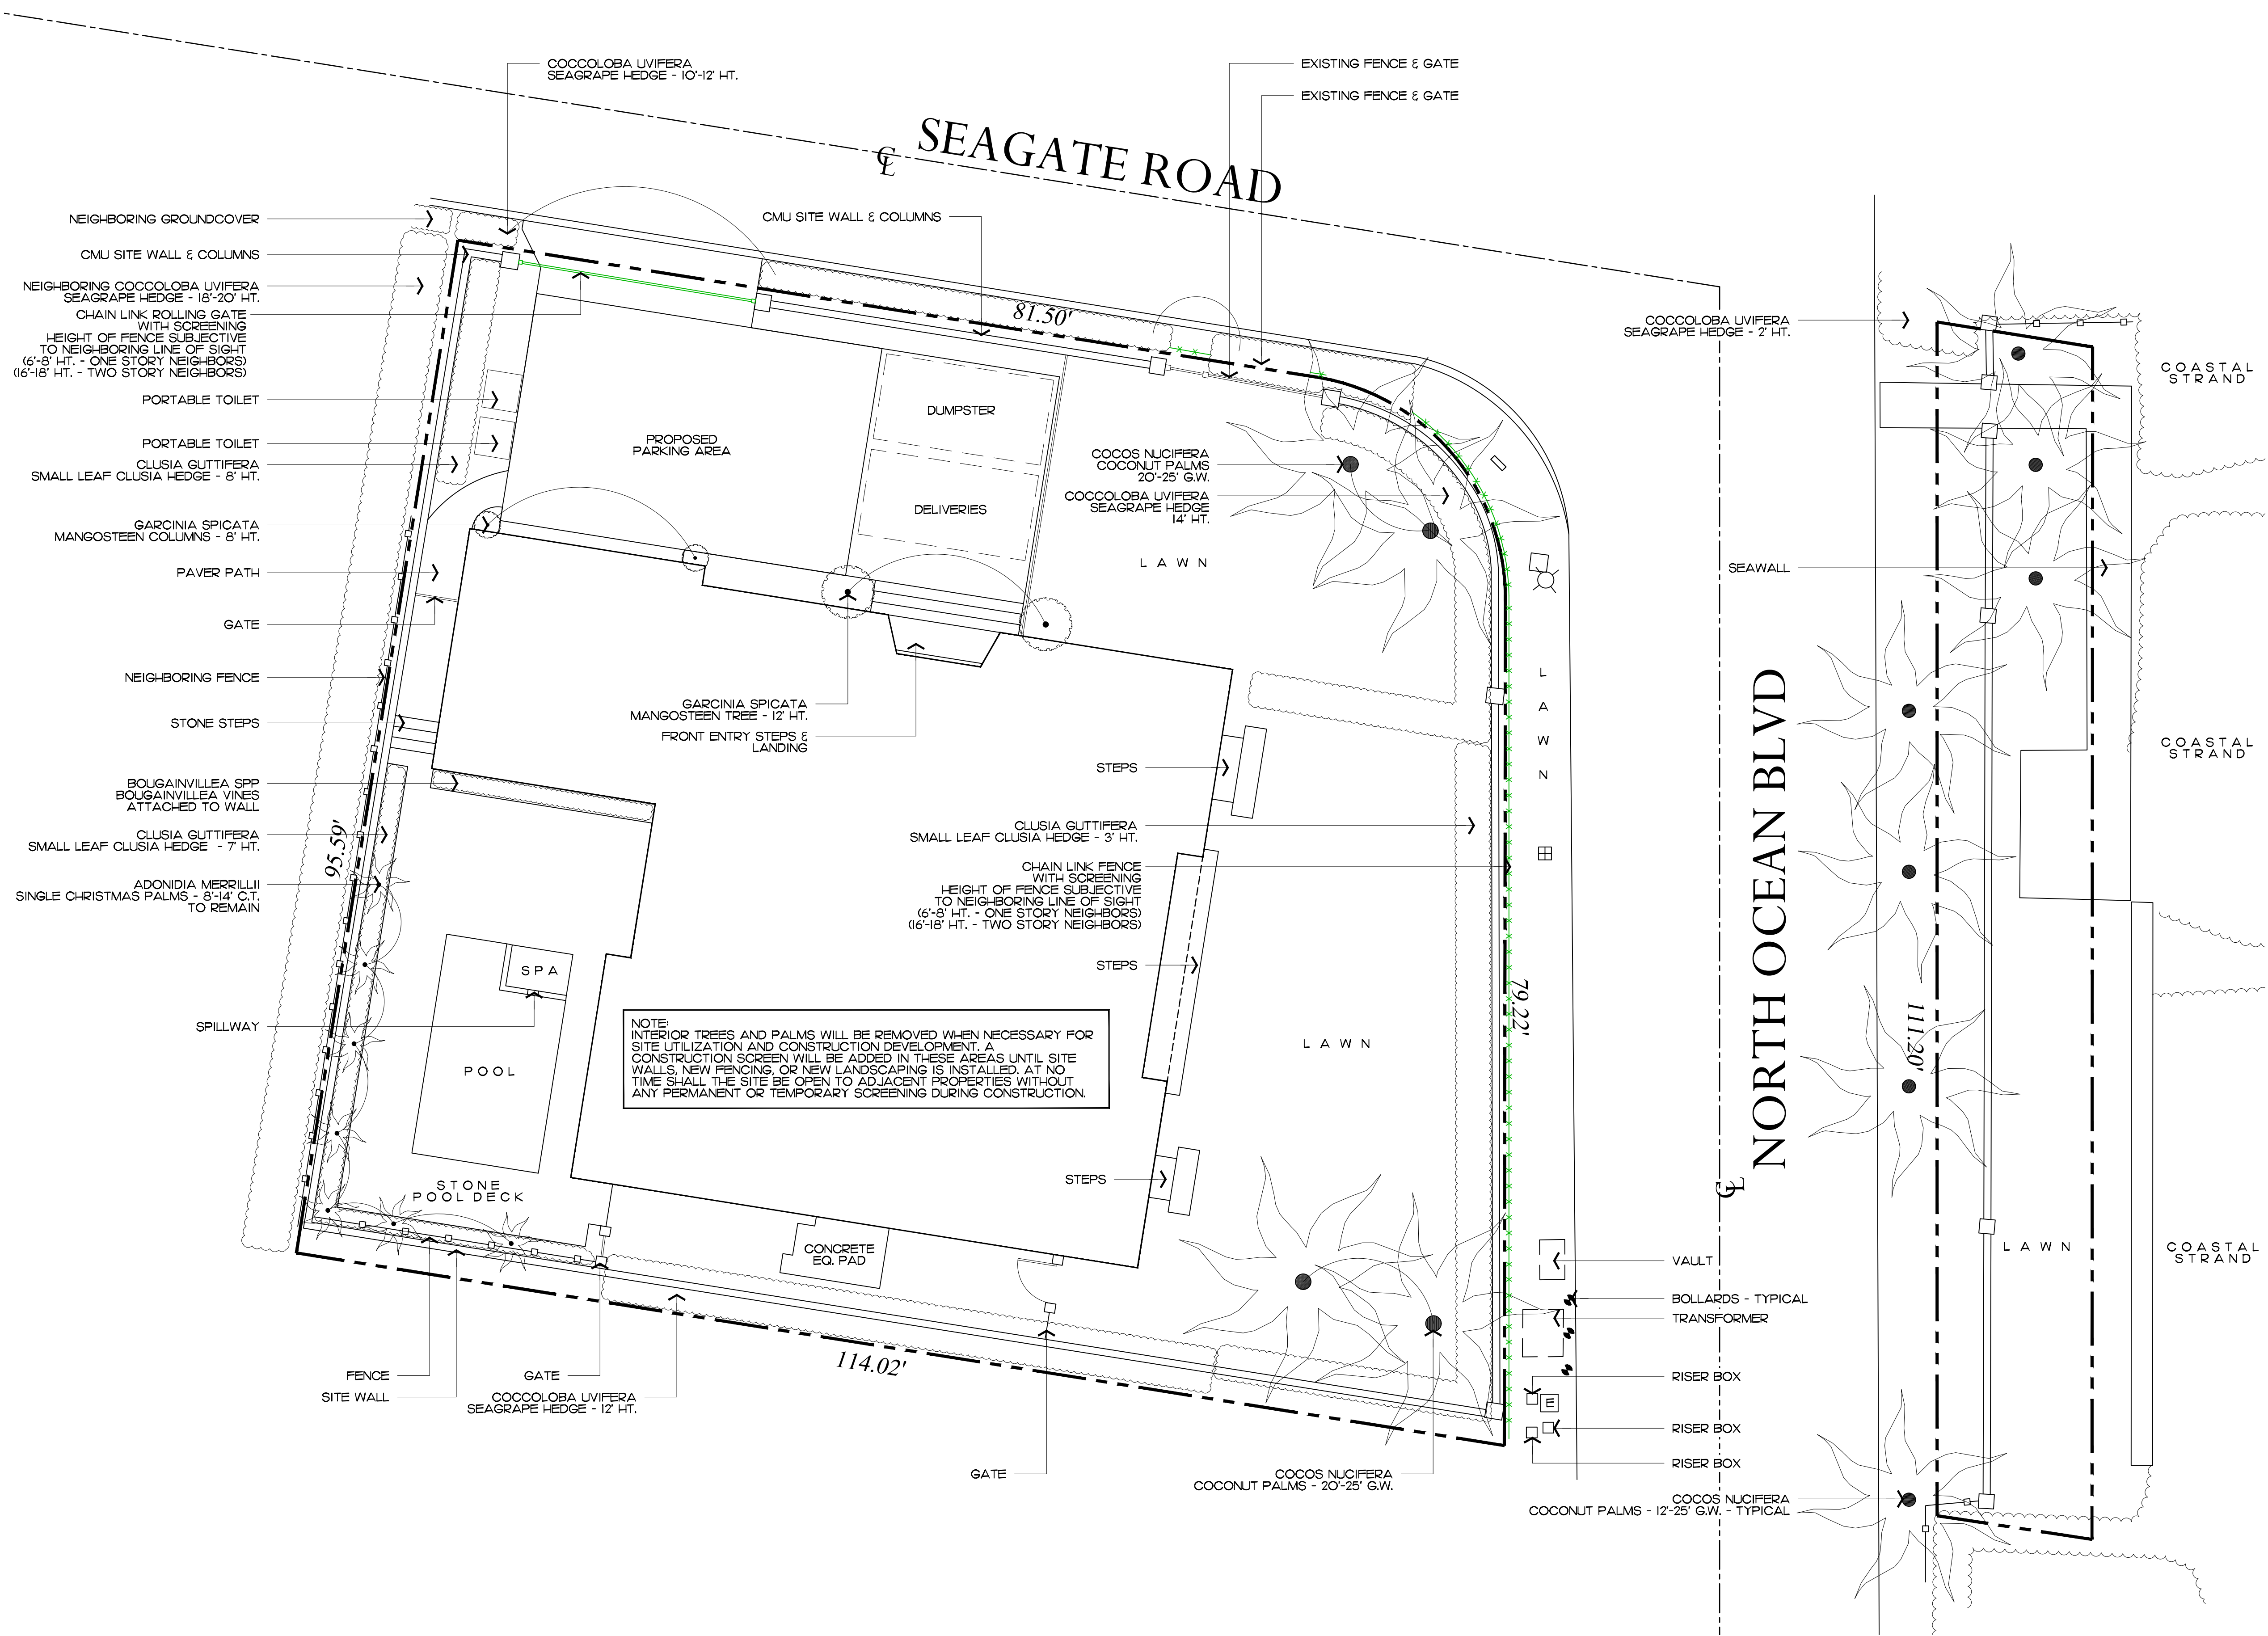 COCCOLOBA UVIFERA
SEAGRAPE HEDGE - 10'-12' HT.
EXISTING FENCE & GATE
EXISTING FENCE & GATE
℄ SEAGATE ROAD
NEIGHBORING GROUNDCOVER
CMU SITE WALL & COLUMNS
CMU SITE WALL & COLUMNS
NEIGHBORING COCCOLOBA UVIFERA
SEAGRAPE HEDGE - 18'-20' HT.
CHAIN LINK ROLLING GATE
WITH SCREENING
HEIGHT OF FENCE SUBJECTIVE
TO NEIGHBORING LINE OF SIGHT
(6'-8' HT. - ONE STORY NEIGHBORS)
(16'-18' HT. - TWO STORY NEIGHBORS)
81.50'
PORTABLE TOILET
PORTABLE TOILET
CLUSIA GUTTIFERA
SMALL LEAF CLUSIA HEDGE - 8' HT.
GARCINIA SPICATA
MANGOSTEEN COLUMNS - 8' HT.
PAVER PATH
GATE
NEIGHBORING FENCE
STONE STEPS
BOUGAINVILLEA SPP
BOUGAINVILLEA VINES
ATTACHED TO WALL
CLUSIA GUTTIFERA
SMALL LEAF CLUSIA HEDGE - 7' HT.
95.59'
ADONIDIA MERRILLII
SINGLE CHRISTMAS PALMS - 8'-14' C.T.
TO REMAIN
SPILLWAY
PROPOSED
PARKING AREA
DUMPSTER
DELIVERIES
COCOS NUCIFERA
COCONUT PALMS
20'-25' G.W.
COCCOLOBA UVIFERA
SEAGRAPE HEDGE
14' HT.
LAWN
GARCINIA SPICATA
MANGOSTEEN TREE - 12' HT.
FRONT ENTRY STEPS &
LANDING
STEPS
CLUSIA GUTTIFERA
SMALL LEAF CLUSIA HEDGE - 3' HT.
CHAIN LINK FENCE
WITH SCREENING
HEIGHT OF FENCE SUBJECTIVE
TO NEIGHBORING LINE OF SIGHT
(6'-8' HT. - ONE STORY NEIGHBORS)
(16'-18' HT. - TWO STORY NEIGHBORS)
STEPS
SPA
POOL
STONE
POOL DECK
NOTE:
INTERIOR TREES AND PALMS WILL BE REMOVED WHEN NECESSARY FOR
SITE UTILIZATION AND CONSTRUCTION DEVELOPMENT. A
CONSTRUCTION SCREEN WILL BE ADDED IN THESE AREAS UNTIL SITE
WALLS, NEW FENCING, OR NEW LANDSCAPING IS INSTALLED. AT NO
TIME SHALL THE SITE BE OPEN TO ADJACENT PROPERTIES WITHOUT
ANY PERMANENT OR TEMPORARY SCREENING DURING CONSTRUCTION.
LAWN
79.22'
STEPS
CONCRETE
EQ. PAD
114.02'
FENCE
SITE WALL
GATE
COCCOLOBA UVIFERA
SEAGRAPE HEDGE - 12' HT.
GATE
COCOS NUCIFERA
COCONUT PALMS - 20'-25' G.W.
LAWN
℄ NORTH OCEAN BLVD
VAULT
BOLLARDS - TYPICAL
TRANSFORMER
RISER BOX
E
RISER BOX
RISER BOX
COCOS NUCIFERA
COCONUT PALMS - 12'-25' G.W. - TYPICAL
COCCOLOBA UVIFERA
SEAGRAPE HEDGE - 2' HT.
SEAWALL
111.20'
LAWN
COASTAL
STRAND
COASTAL
STRAND
COASTAL
STRAND